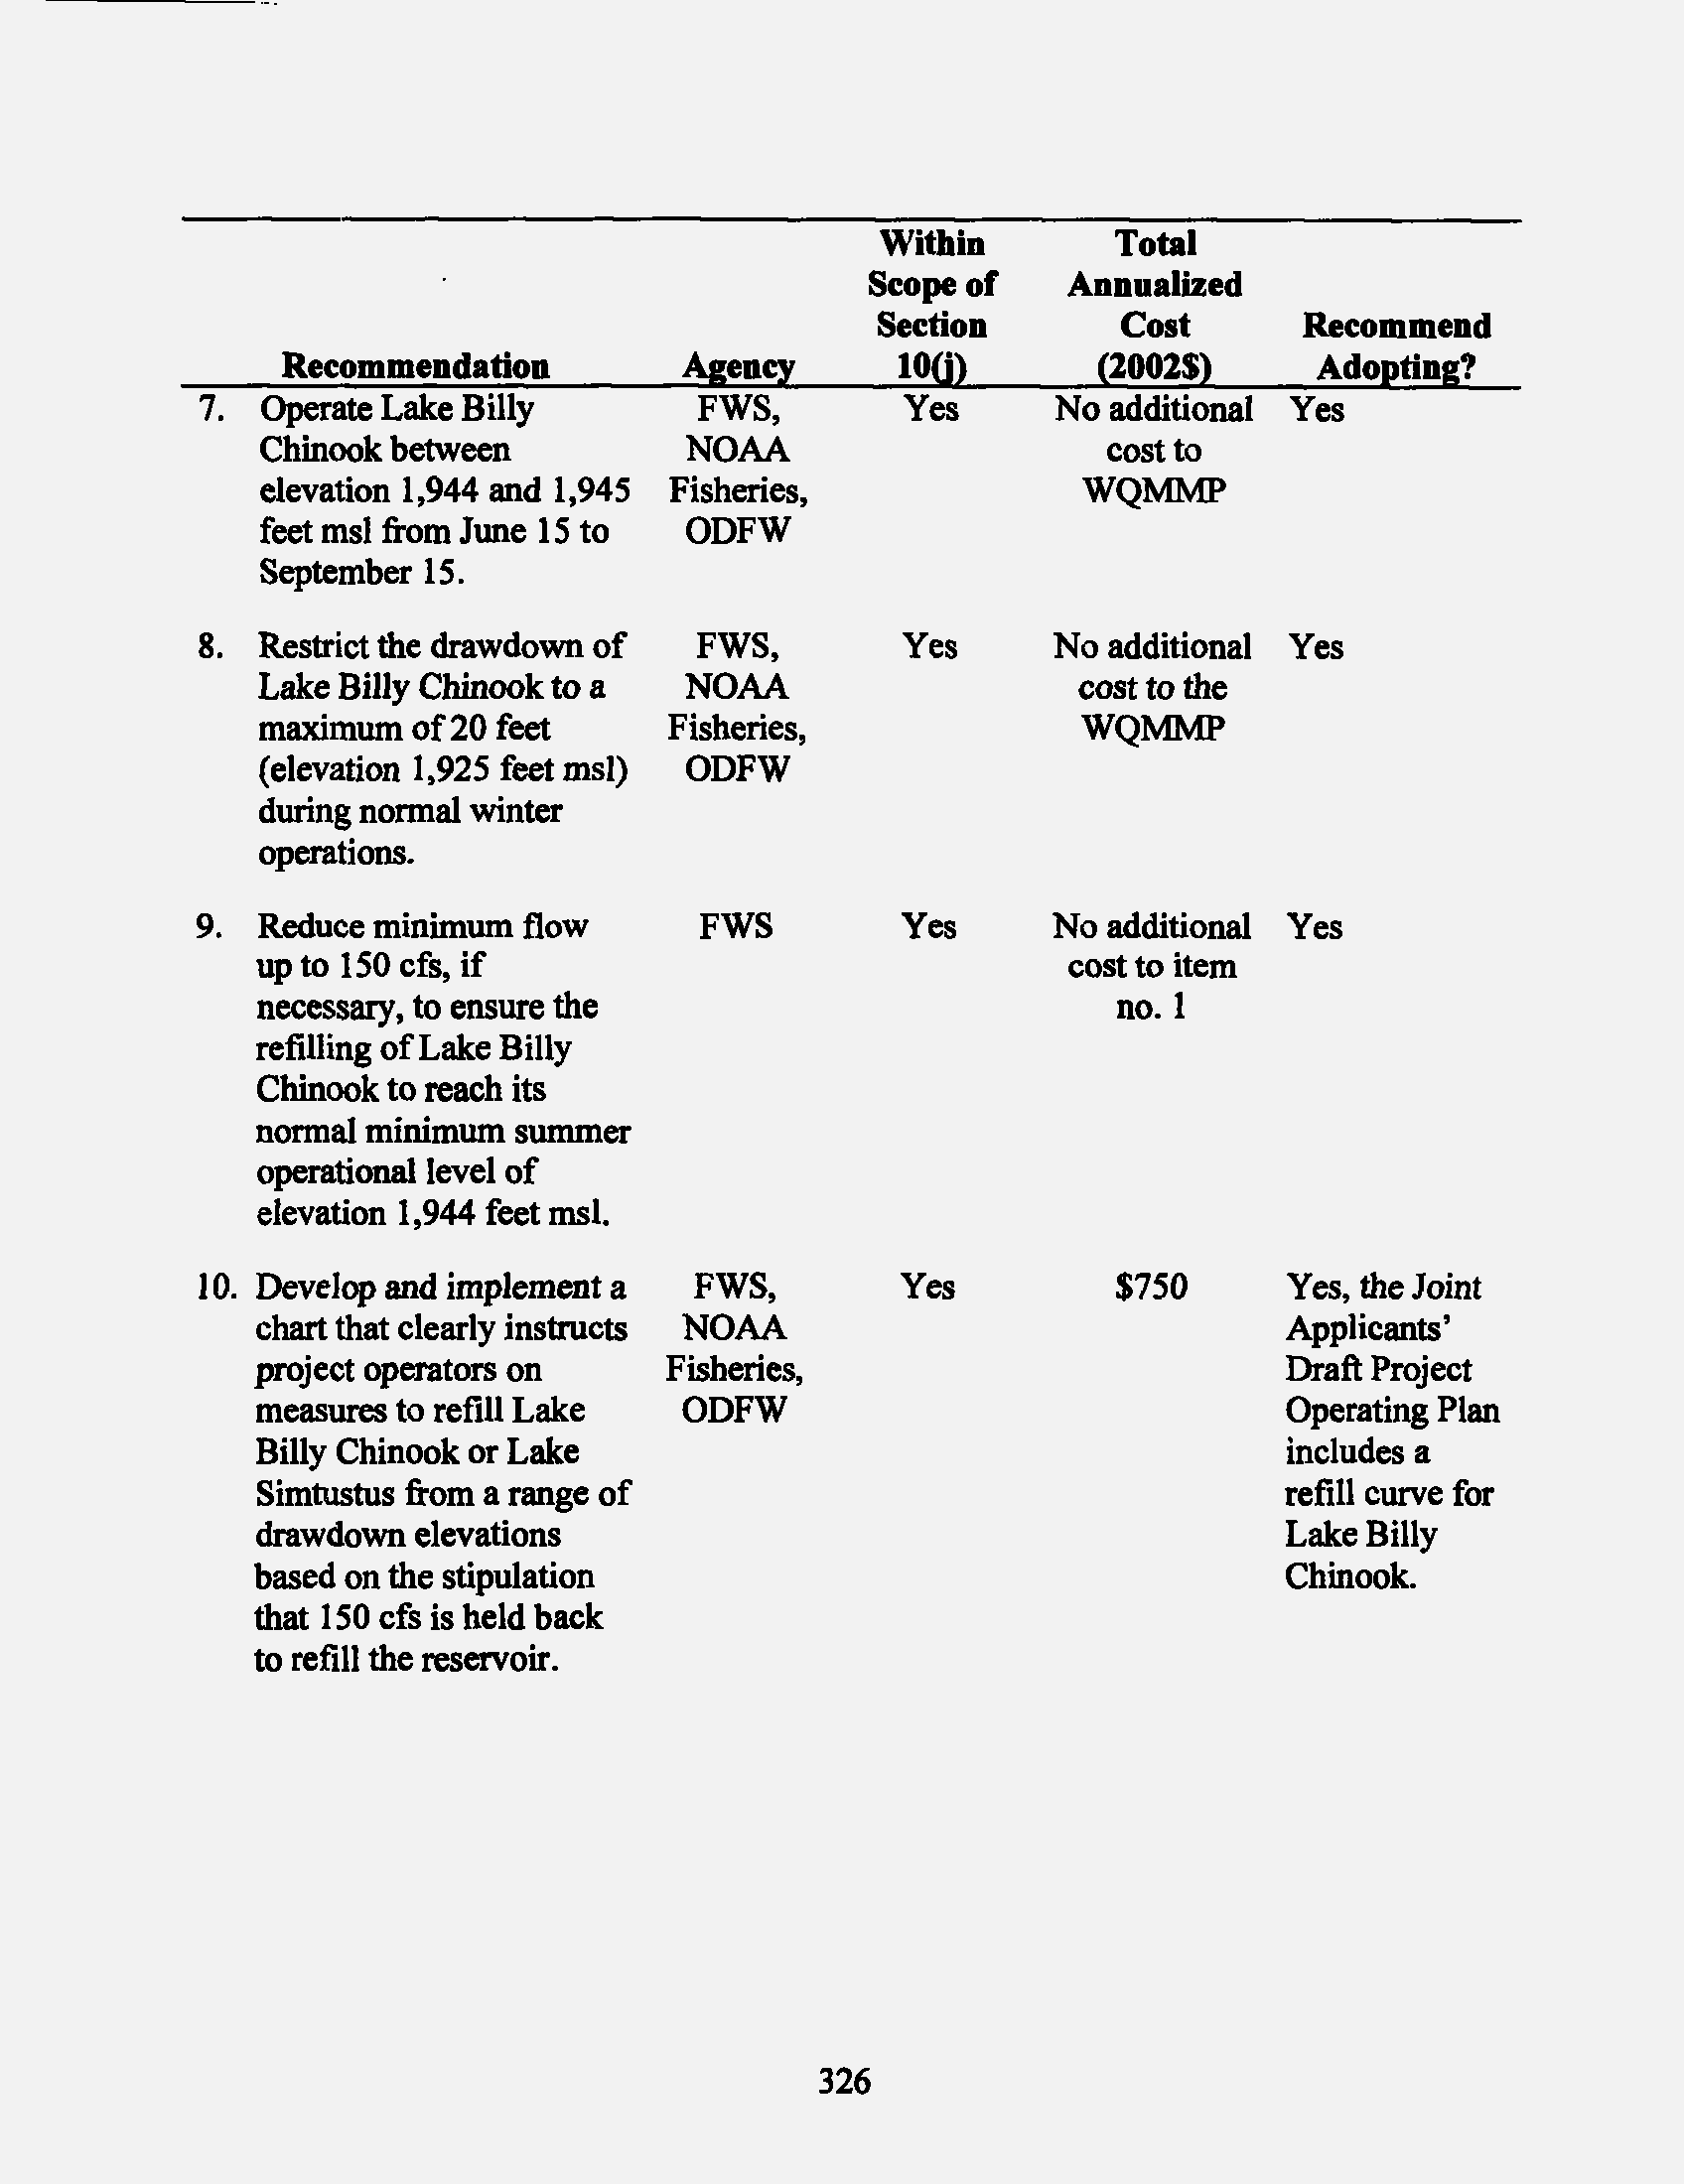 Within
Scope of
Section
10(j)
Total
Annualized
Cost
(2002$)
Recommend
Adopting?
Recommendation
Agency
7. Operate Lake Billy
Chinook between
elevation 1,944 and 1,945
feet msl from June 15 to
September 15.
FWS,
NOAA
Fisheries,
ODFW
Yes
No additional
cost to
WQMMP
Yes
8. Restrict the drawdown of
Lake Billy Chinook to a
maximum of 20 feet
(elevation 1,925 feet msl)
during normal winter
operations.
FWS,
NOAA
Fisheries,
ODFW
Yes
No additional
cost to the
WQMMP
Yes
9. Reduce minimum flow
up to 150 cfs, if
necessary, to ensure the
refilling of Lake Billy
Chinook to reach its
normal minimum summer
operational level of
elevation 1,944 feet msl.
FWS
Yes
No additional
cost to item
no. 1
Yes
10. Develop and implement a
chart that clearly instructs
project operators on
measures to refill Lake
Billy Chinook or Lake
Simtustus from a range of
drawdown elevations
based on the stipulation
that 150 cfs is held back
to refill the reservoir.
FWS,
NOAA
Fisheries,
ODFW
Yes
$750
Yes, the Joint
Applicants’
Draft Project
Operating Plan
includes a
refill curve for
Lake Billy
Chinook.
326